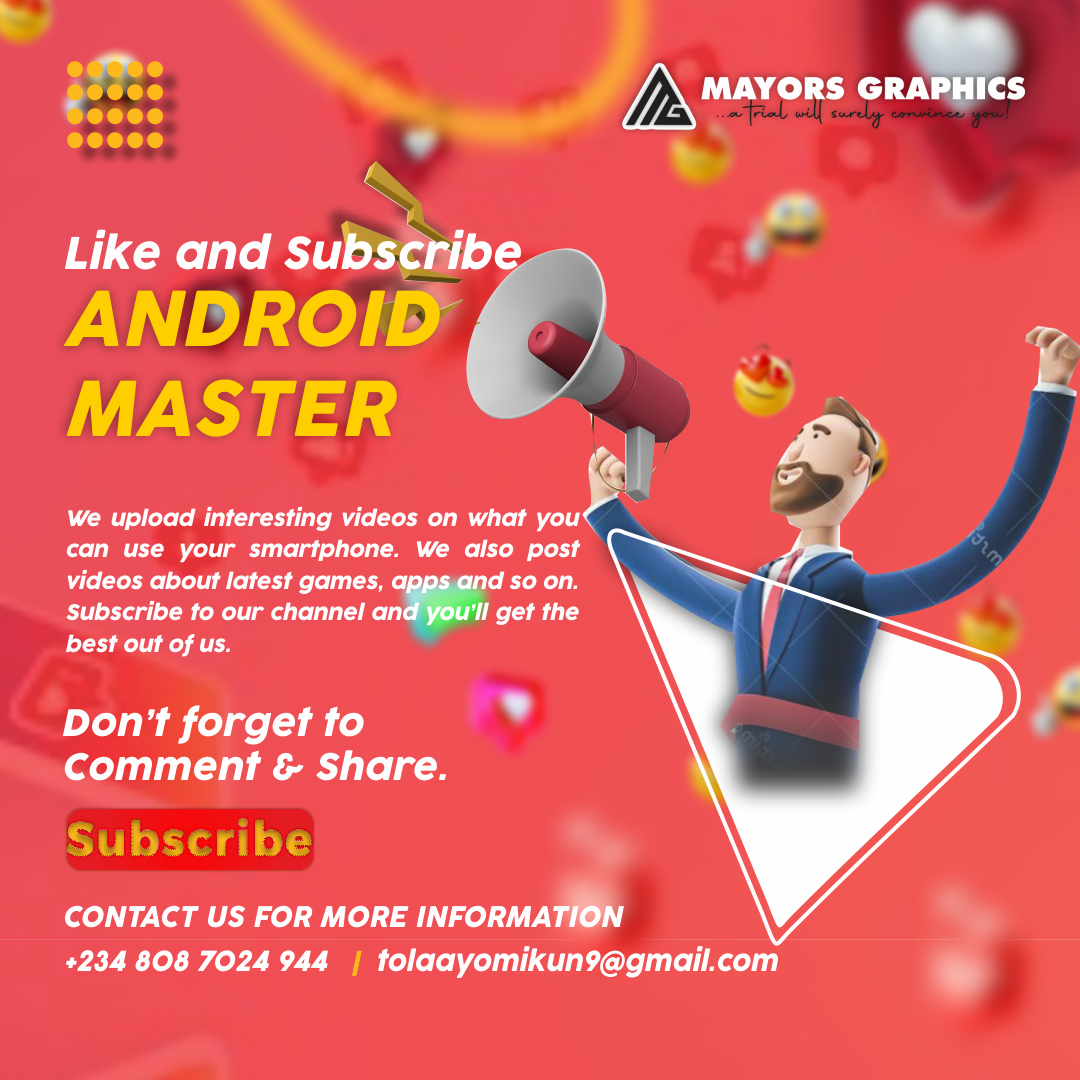 MAYORS GRAPHICS
...a trial will surely convince you!
Like and Subscribe
ANDROID
MASTER
We upload interesting videos on what you
can use your smartphone. We also post
videos about latest games, apps and so on.
Subscribe to our channel and you'll get the
best out of us.
Don't forget to
Comment & Share.
Subscribe
CONTACT US FOR MORE INFORMATION
+234 808 7024 944 | tolaayomikun9@gmail.com